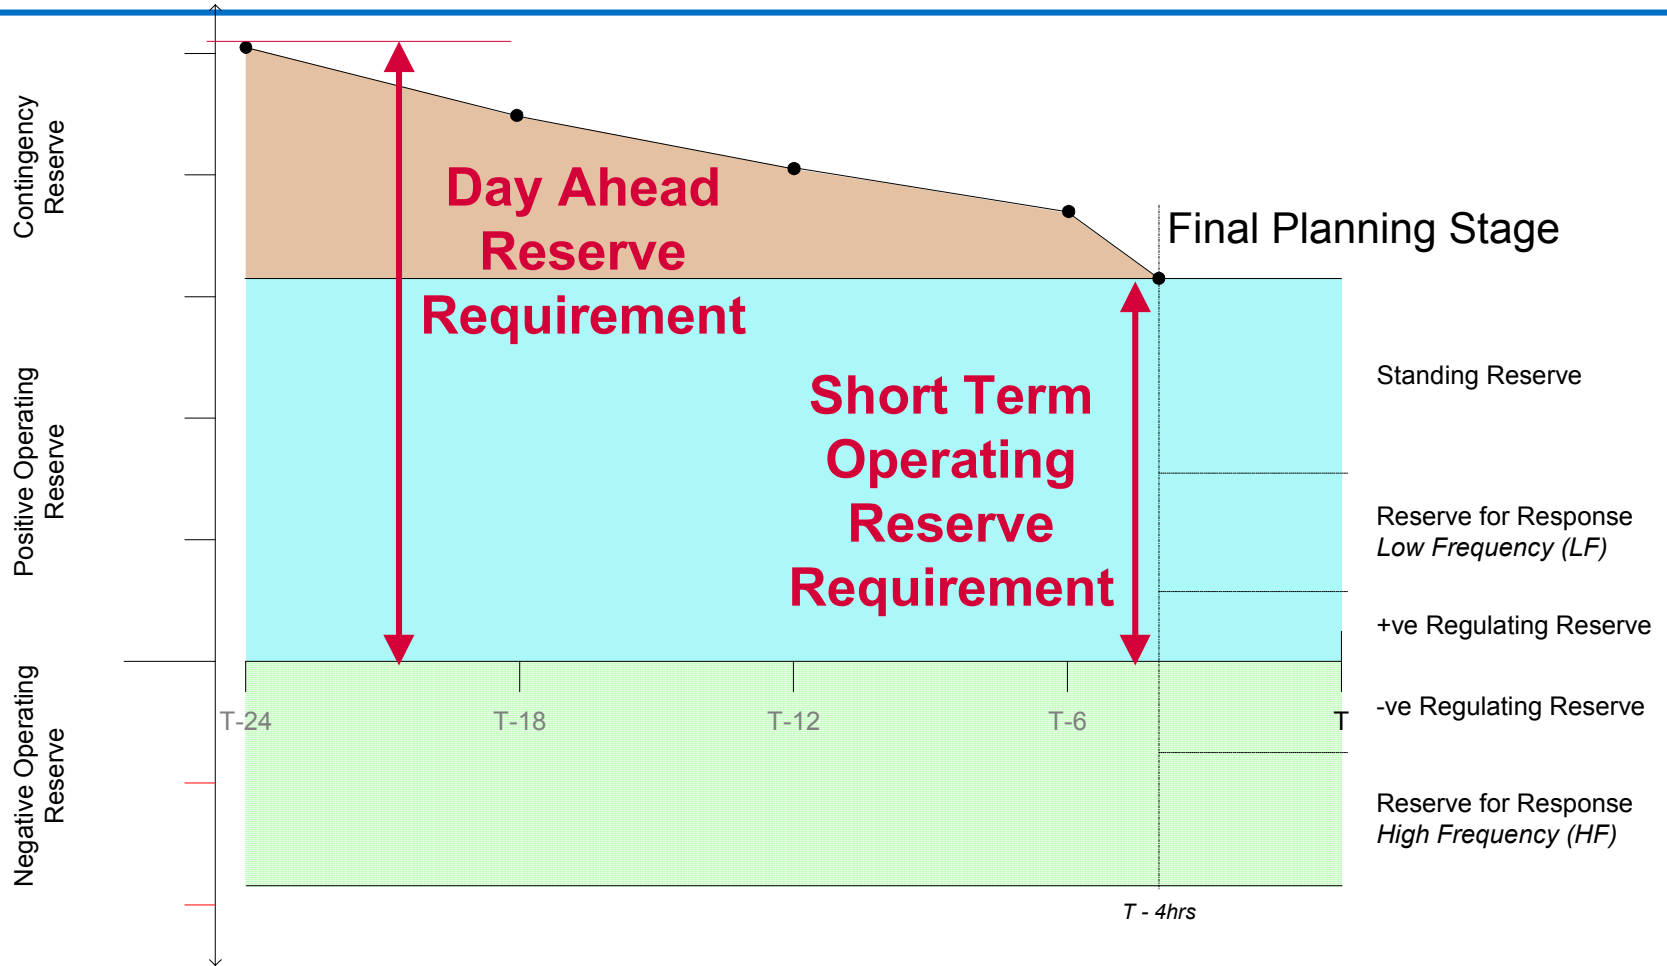 Contingency
Reserve
Day Ahead
Reserve
Requirement
Final Planning Stage
Positive Operating
Reserve
Short Term
Operating
Reserve
Requirement
Standing Reserve
Reserve for Response
Low Frequency (LF)
+ve Regulating Reserve
Negative Operating
Reserve
T-24
T-18
T-12
T-6
T
-ve Regulating Reserve
Reserve for Response
High Frequency (HF)
T - 4hrs